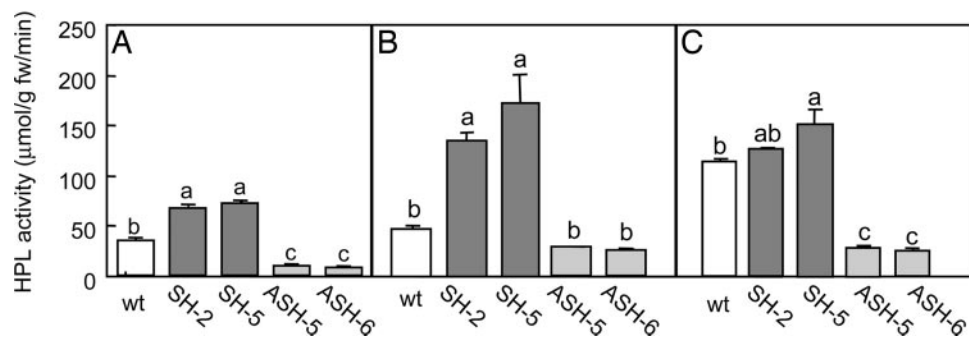 HPL activity (μmol/g fw/min)
250
200
150
100
50
0
A
b
a
a
c
c
wt
SH-2
SH-5
ASH-5
ASH-6
B
b
a
a
b
b
wt
SH-2
SH-5
ASH-5
ASH-6
C
b
ab
a
c
c
wt
SH-2
SH-5
ASH-5
ASH-6